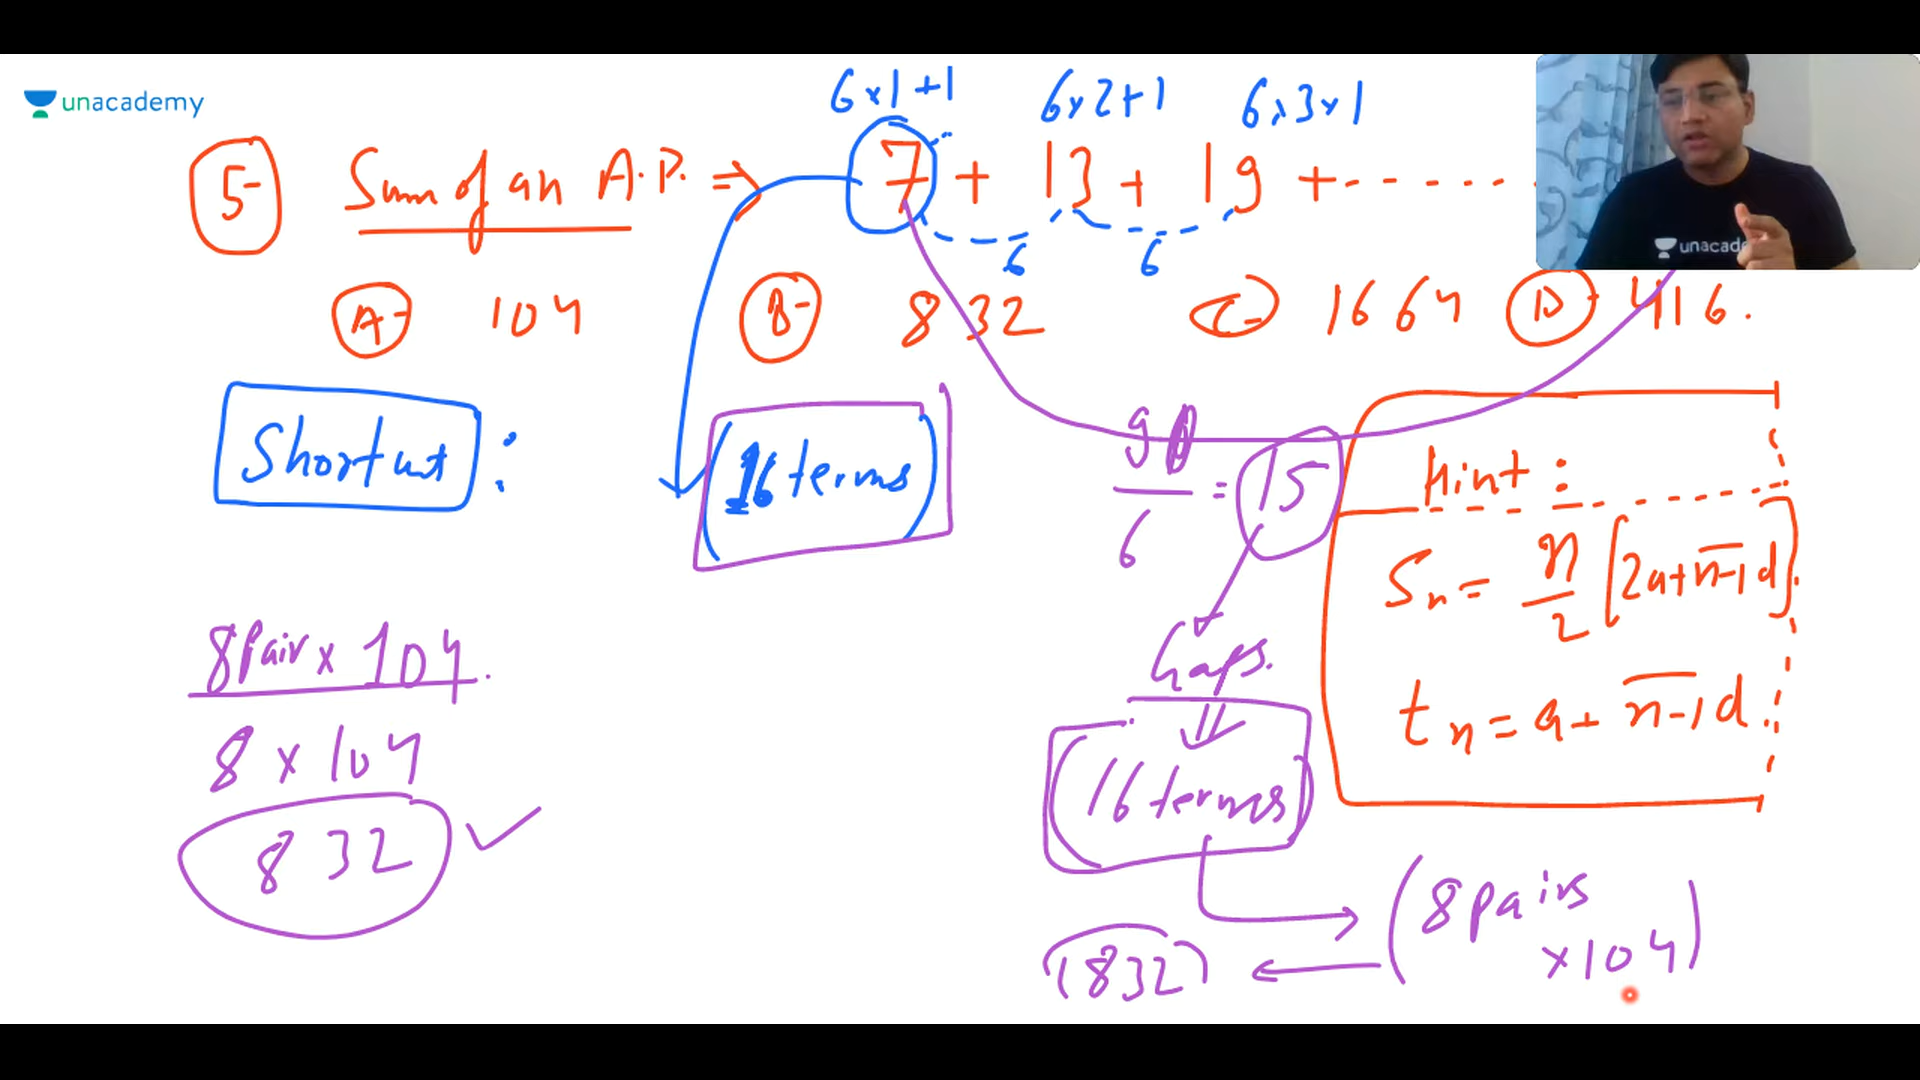 unacademy
6×1+1 6×2+1 6×3×1
5- Sum of an A.P. ⇒ 7 + 13 + 19 + - - - - - -
6 6
unacade
A- 104 B- 832 C- 1664 D- 416.
Shortcut :
(16 terms)
90/6 = 15
Hint :
Sn = n/2 [2a+n-1d].
tn = a + n-1d.
Gaps.
⇓
(16 terms)
8 Pair × 104.
8 × 104
832 ✓
(8 pairs
×104)
(832)